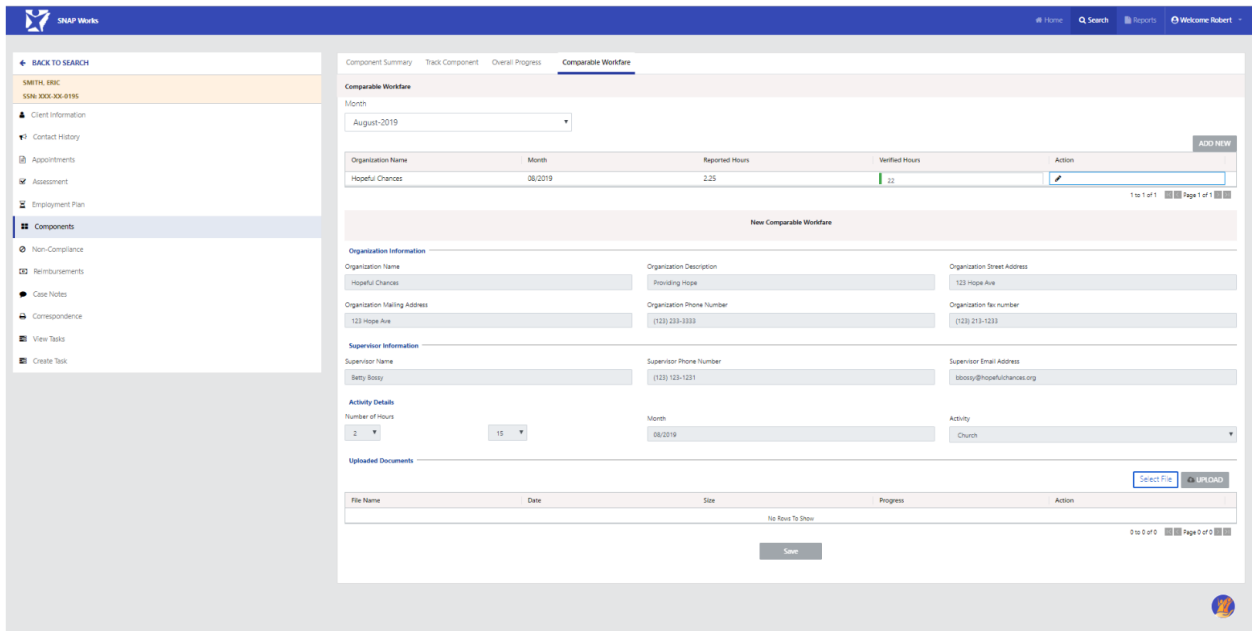 SNAP Works
Home Search Reports Welcome Robert
BACK TO SEARCH
SMITH, ERIC
SSN: XXX-XX-0195
Client Information
Contact History
Appointments
Assessment
Employment Plan
Components
Non-Compliance
Reimbursements
Case Notes
Correspondence
View Tasks
Create Task
Component Summary Track Component Overall Progress Comparable Workfare
Comparable Workfare
Month
August-2019
ADD NEW
Organization Name Month Reported Hours Verified Hours Action
Hopeful Chances 08/2019 2.25 22
1 to 1 of 1 Page 1 of 1
New Comparable Workfare
Organization Information
Organization Name Organization Description Organization Street Address
Hopeful Chances Providing Hope 123 Hope Ave
Organization Mailing Address Organization Phone Number Organization fax number
123 Hope Ave (123) 233-3333 (123) 213-1233
Supervisor Information
Supervisor Name Supervisor Phone Number Supervisor Email Address
Betty Bossy (123) 123-1231 bbossy@hopefulchances.org
Activity Details
Number of Hours Month Activity
2 15 08/2019 Church
Uploaded Documents
Select File UPLOAD
File Name Date Size Progress Action
No Rows To Show
0 to 0 of 0 Page 0 of 0
Save